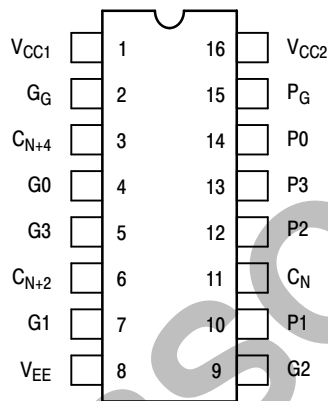 VCC1 1 16 VCC2
GG 2 15 PG
CN+4 3 14 P0
G0 4 13 P3
G3 5 12 P2
CN+2 6 11 CN
G1 7 10 P1
VEE 8 9 G2